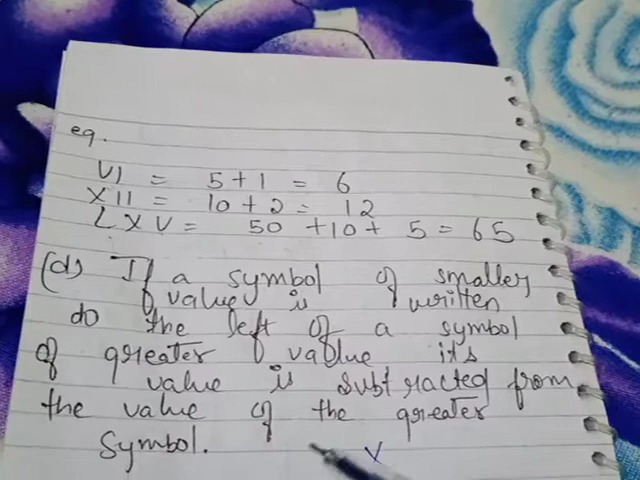 eg.
VI = 5 + 1 = 6
XII = 10 + 2 = 12
LXV = 50 + 10 + 5 = 65
(d) If a symbol of smaller
value is written
do the left of a symbol
of greater value its
value is subtracted from
the value of the greater
symbol.